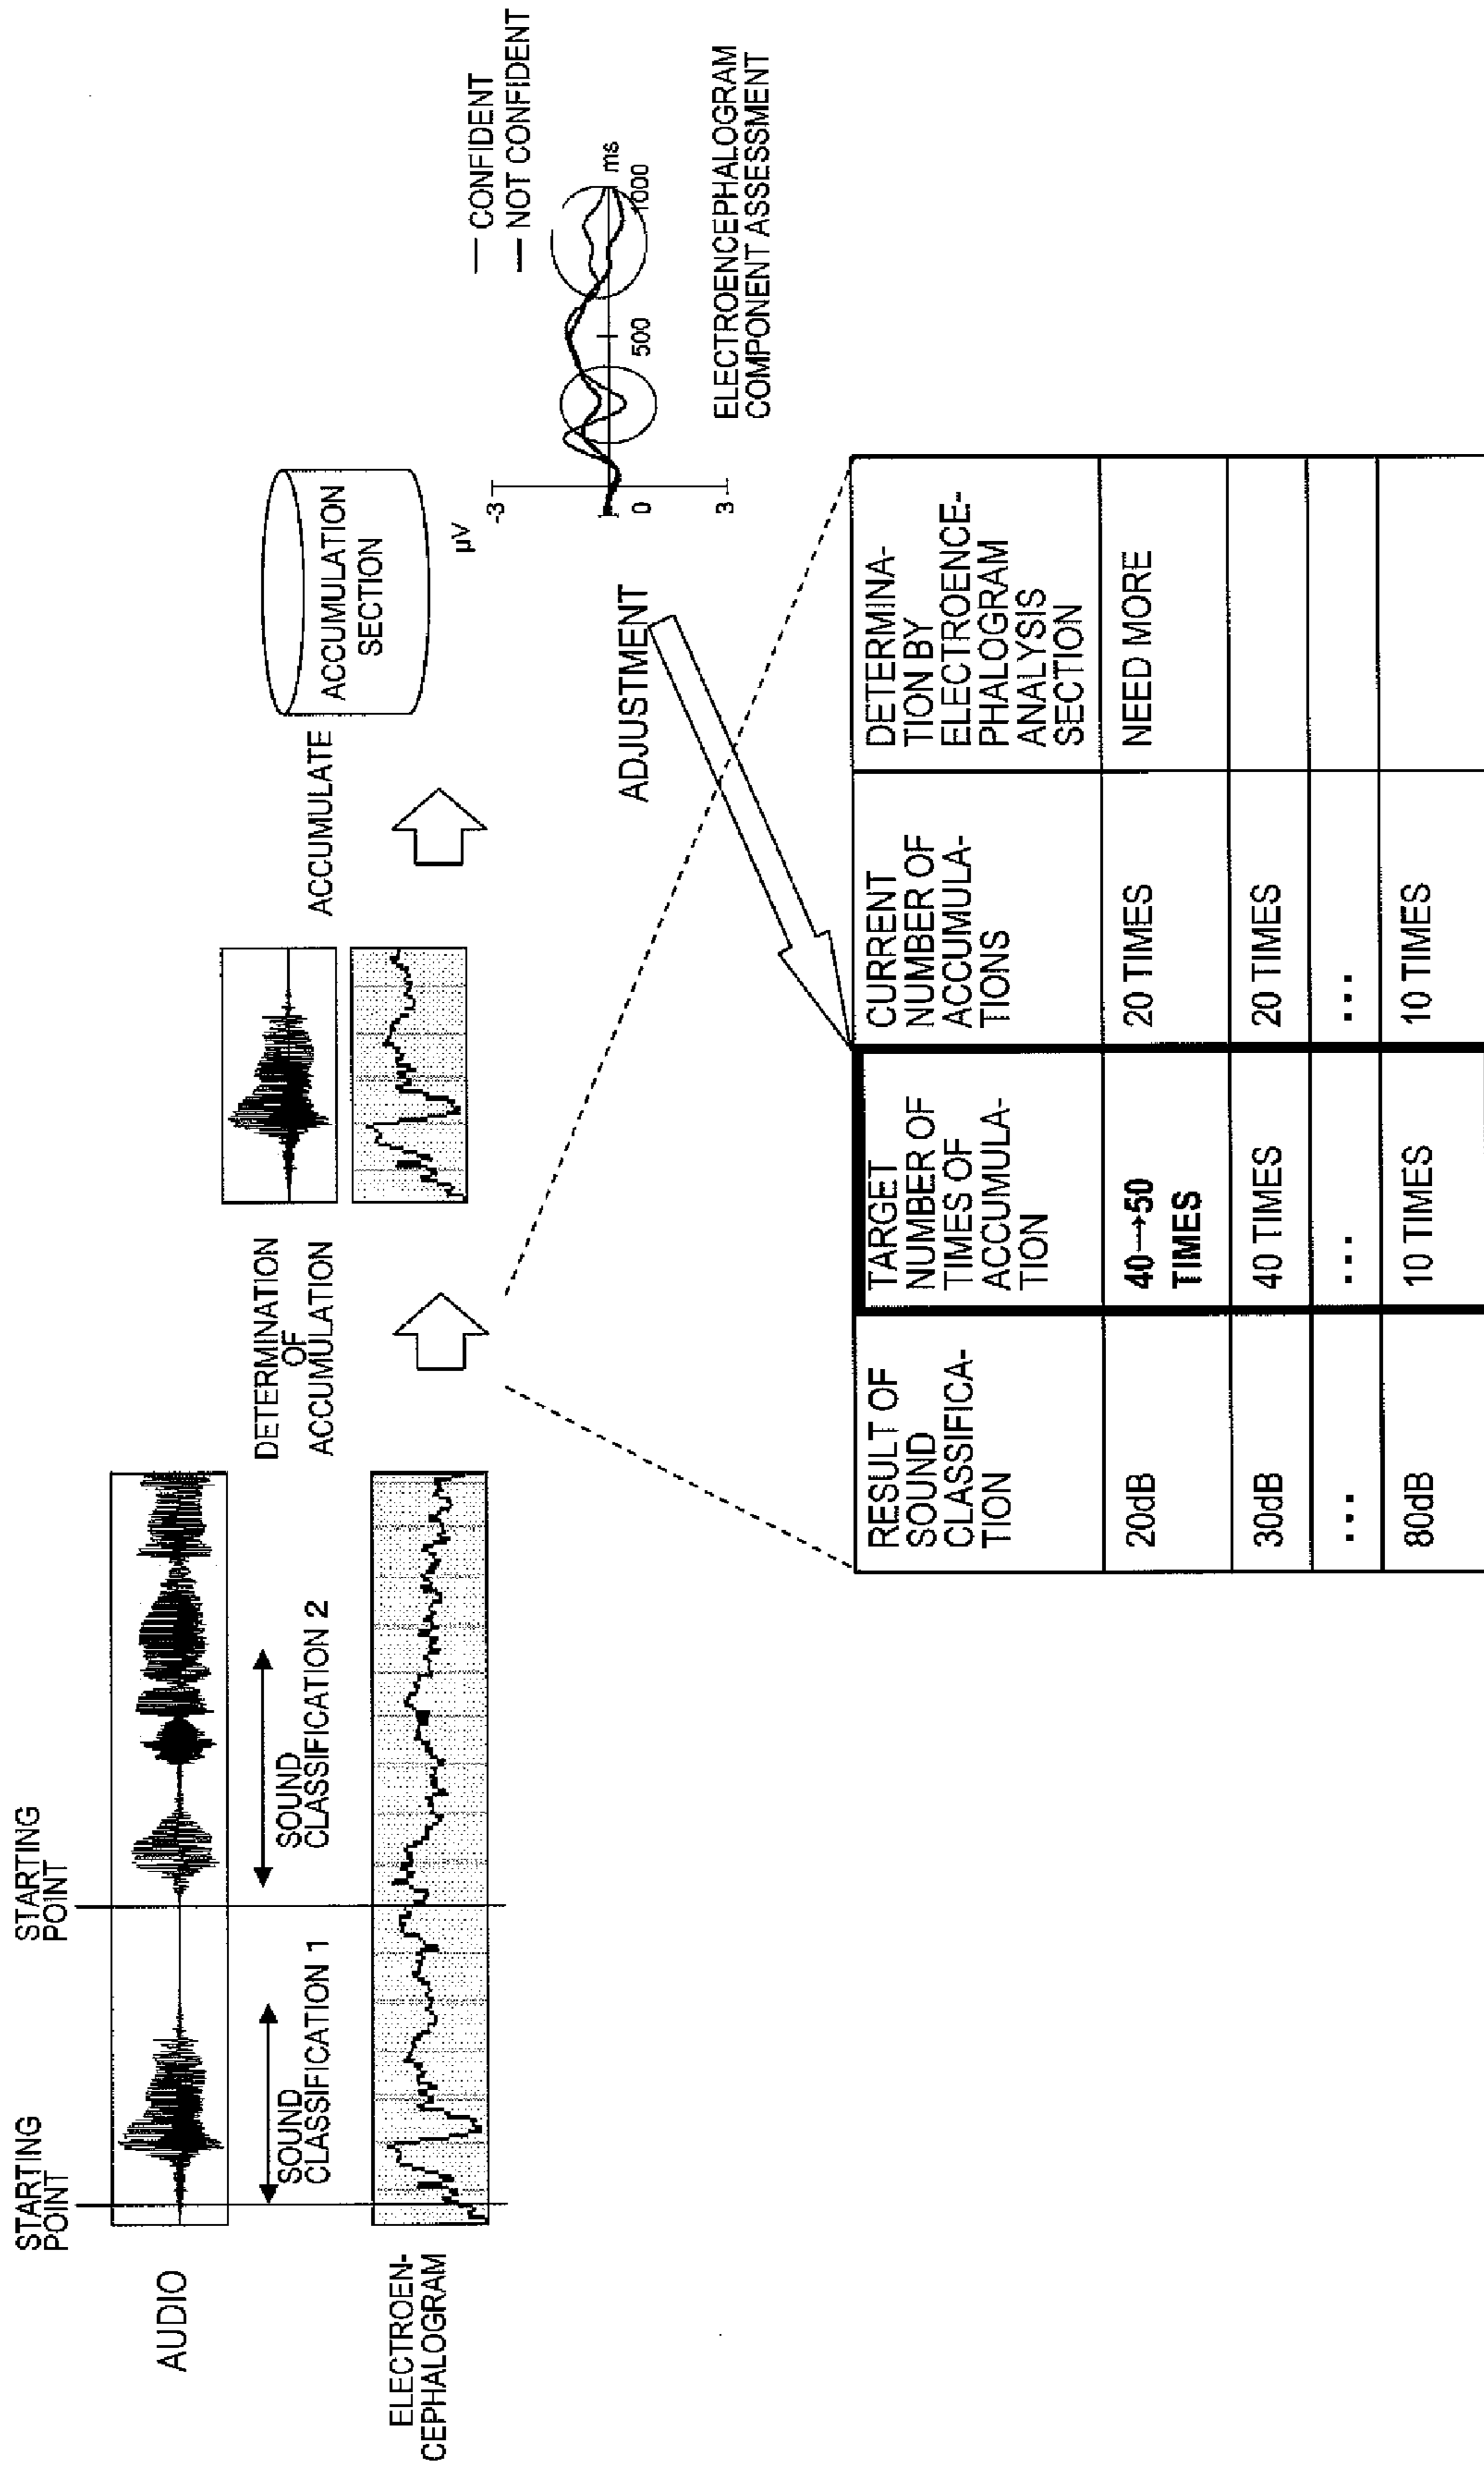 STARTING
POINT
STARTING
POINT
AUDIO
SOUND
CLASSIFICATION 1
SOUND
CLASSIFICATION 2
ELECTROEN-
CEPHALOGRAM
DETERMINATION
OF
ACCUMULATION
ACCUMULATE
ACCUMULATION
SECTION
ADJUSTMENT
µV
-3
0
3
500
1000
ms
CONFIDENT
NOT CONFIDENT
ELECTROENCEPHALOGRAM
COMPONENT ASSESSMENT
RESULT OF
SOUND
CLASSIFICA-
TION
TARGET
NUMBER OF
TIMES OF
ACCUMULA-
TION
CURRENT
NUMBER OF
ACCUMULA-
TIONS
DETERMINA-
TION BY
ELECTROENCE-
PHALOGRAM
ANALYSIS
SECTION
20dB
40→50
TIMES
20 TIMES
NEED MORE
30dB
40 TIMES
20 TIMES
...
...
...
80dB
10 TIMES
10 TIMES